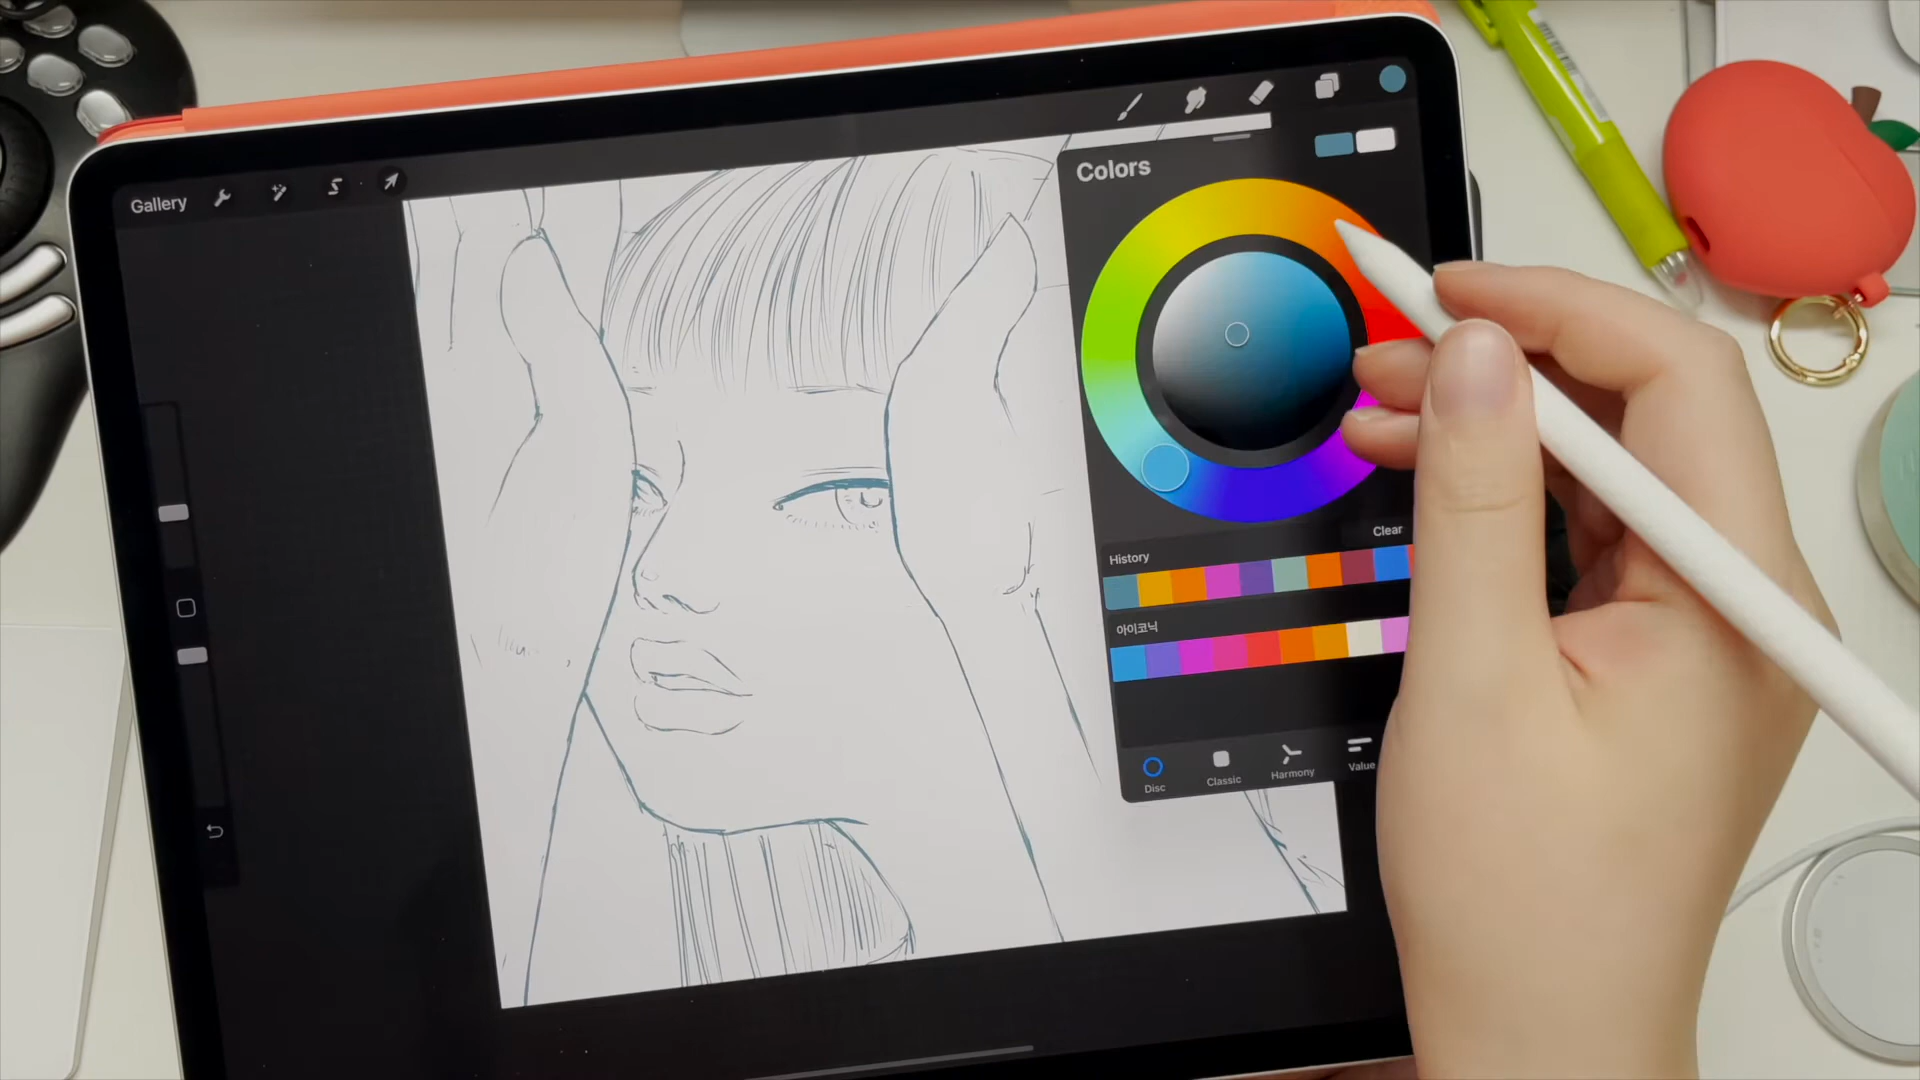 Gallery
Colors
Clear
History
아이코닉
Disc
Classic
Harmony
Value